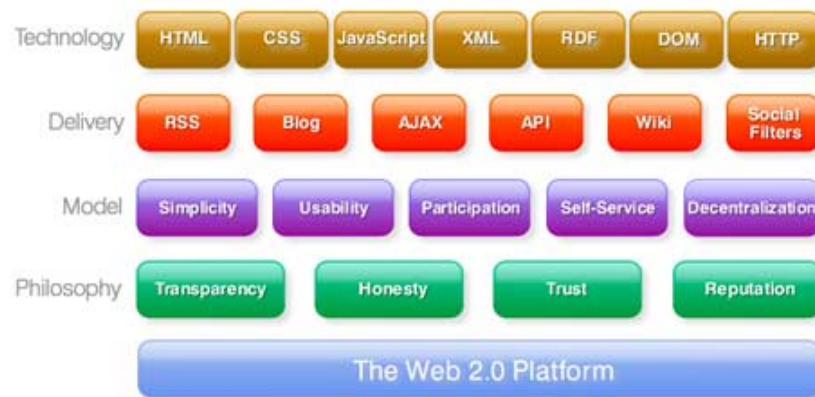 Technology HTML CSS JavaScript XML RDF DOM HTTP
Delivery RSS Blog AJAX API Wiki Social Filters
Model Simplicity Usability Participation Self-Service Decentralization
Philosophy Transparency Honesty Trust Reputation
The Web 2.0 Platform